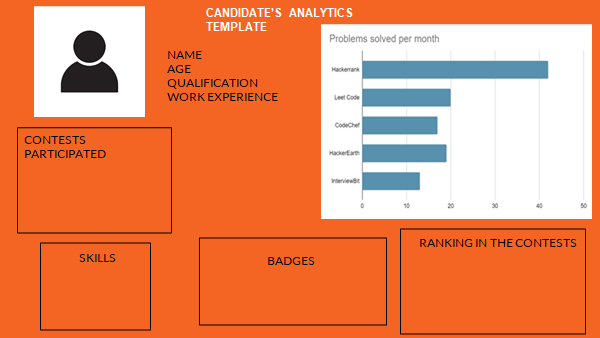 CANDIDATE'S ANALYTICS
TEMPLATE
NAME
AGE
QUALIFICATION
WORK EXPERIENCE
Problems solved per month
Hackerrank
Leet Code
CodeChef
HackerEarth
InterviewBit
0 10 20 30 40 50
CONTESTS
PARTICIPATED
SKILLS
BADGES
RANKING IN THE CONTESTS